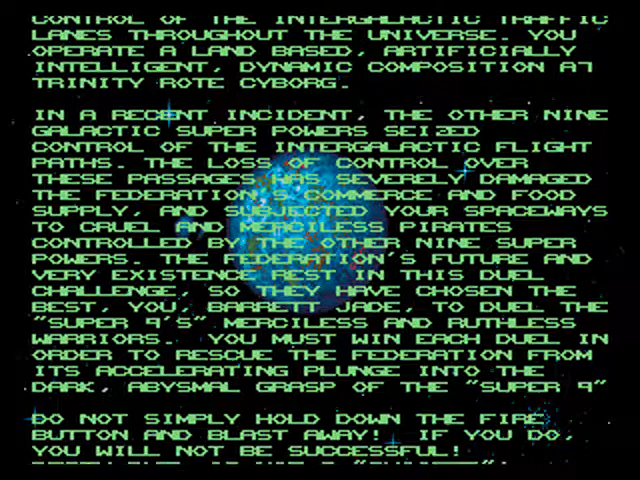 CONTROL OF THE INTERGALACTIC TRAFFIC
LANES THROUGHOUT THE UNIVERSE. YOU
OPERATE A LAND BASED, ARTIFICIALLY
INTELLIGENT, DYNAMIC COMPOSITION A7
TRINITY ROTE CYBORG.
IN A RECENT INCIDENT, THE OTHER NINE
GALACTIC SUPER POWERS SEIZED
CONTROL OF THE INTERGALACTIC FLIGHT
PATHS. THE LOSS OF CONTROL OVER
THESE PASSAGES HAS SEVERELY DAMAGED
THE FEDERATION'S COMMERCE AND FOOD
SUPPLY, AND SUBJECTED YOUR SPACEWAYS
TO CRUEL AND MERCILESS PIRATES
CONTROLLED BY THE OTHER NINE SUPER
POWERS. THE FEDERATION'S FUTURE AND
VERY EXISTENCE REST IN THIS DUEL
CHALLENGE, SO THEY HAVE CHOSEN THE
BEST, YOU, BARRETT JADE, TO DUEL THE
"SUPER 9'S" MERCILESS AND RUTHLESS
WARRIORS. YOU MUST WIN EACH DUEL IN
ORDER TO RESCUE THE FEDERATION FROM
ITS ACCELERATING PLUNGE INTO THE
DARK, ABYSMAL GRASP OF THE "SUPER 9"
DO NOT SIMPLY HOLD DOWN THE FIRE
BUTTON AND BLAST AWAY! IF YOU DO,
YOU WILL NOT BE SUCCESSFUL!